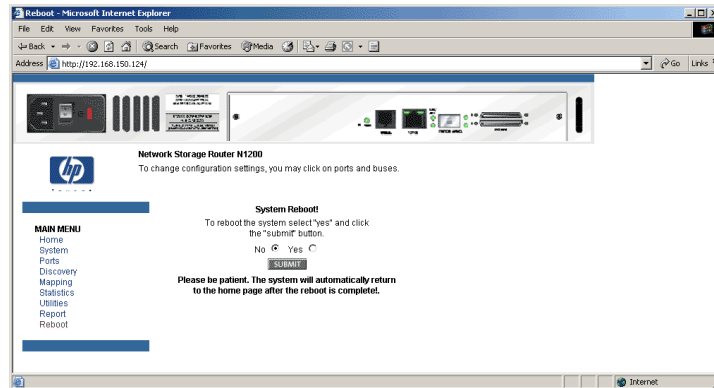 Reboot - Microsoft Internet Explorer
File Edit View Favorites Tools Help
Back Search Favorites Media
Address http://192.168.150.124/ Go Links
hp
invent
Network Storage Router N1200
To change configuration settings, you may click on ports and buses.
MAIN MENU
Home
System
Ports
Discovery
Mapping
Statistics
Utilities
Report
Reboot
System Reboot!
To reboot the system select "yes" and click
the "submit" button.
No Yes
SUBMIT
Please be patient. The system will automatically return
to the home page after the reboot is complete!.
Internet